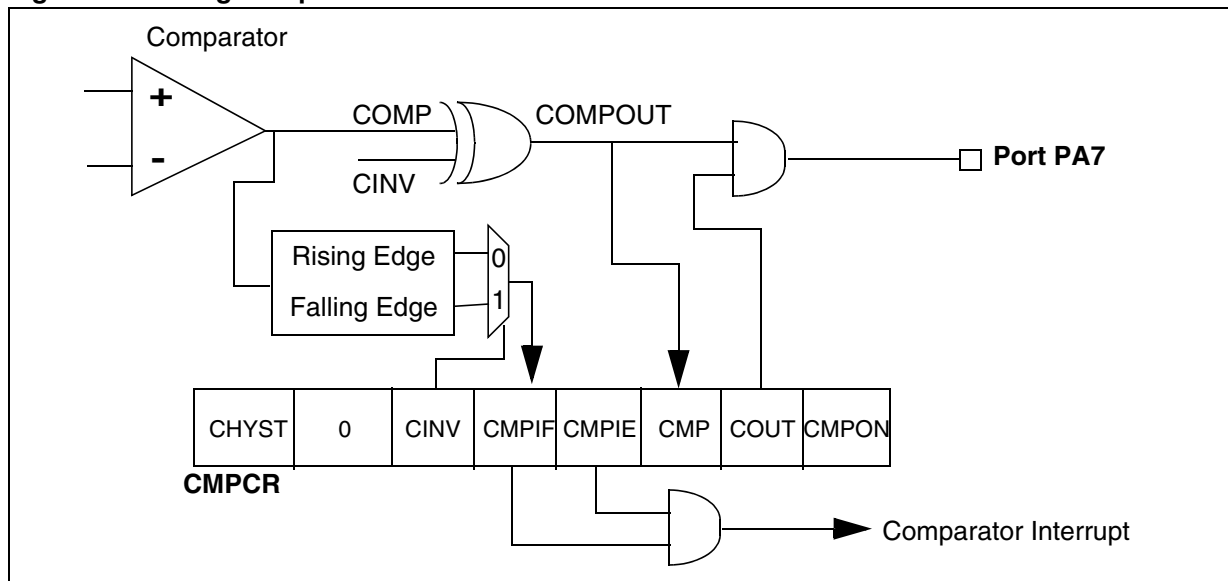 Comparator
+
-
COMP
CINV
COMPOUT
Port PA7
Rising Edge
Falling Edge
0
1
CHYST 0 CINV CMPIF CMPIE CMP COUT CMPON
CMPCR
Comparator Interrupt